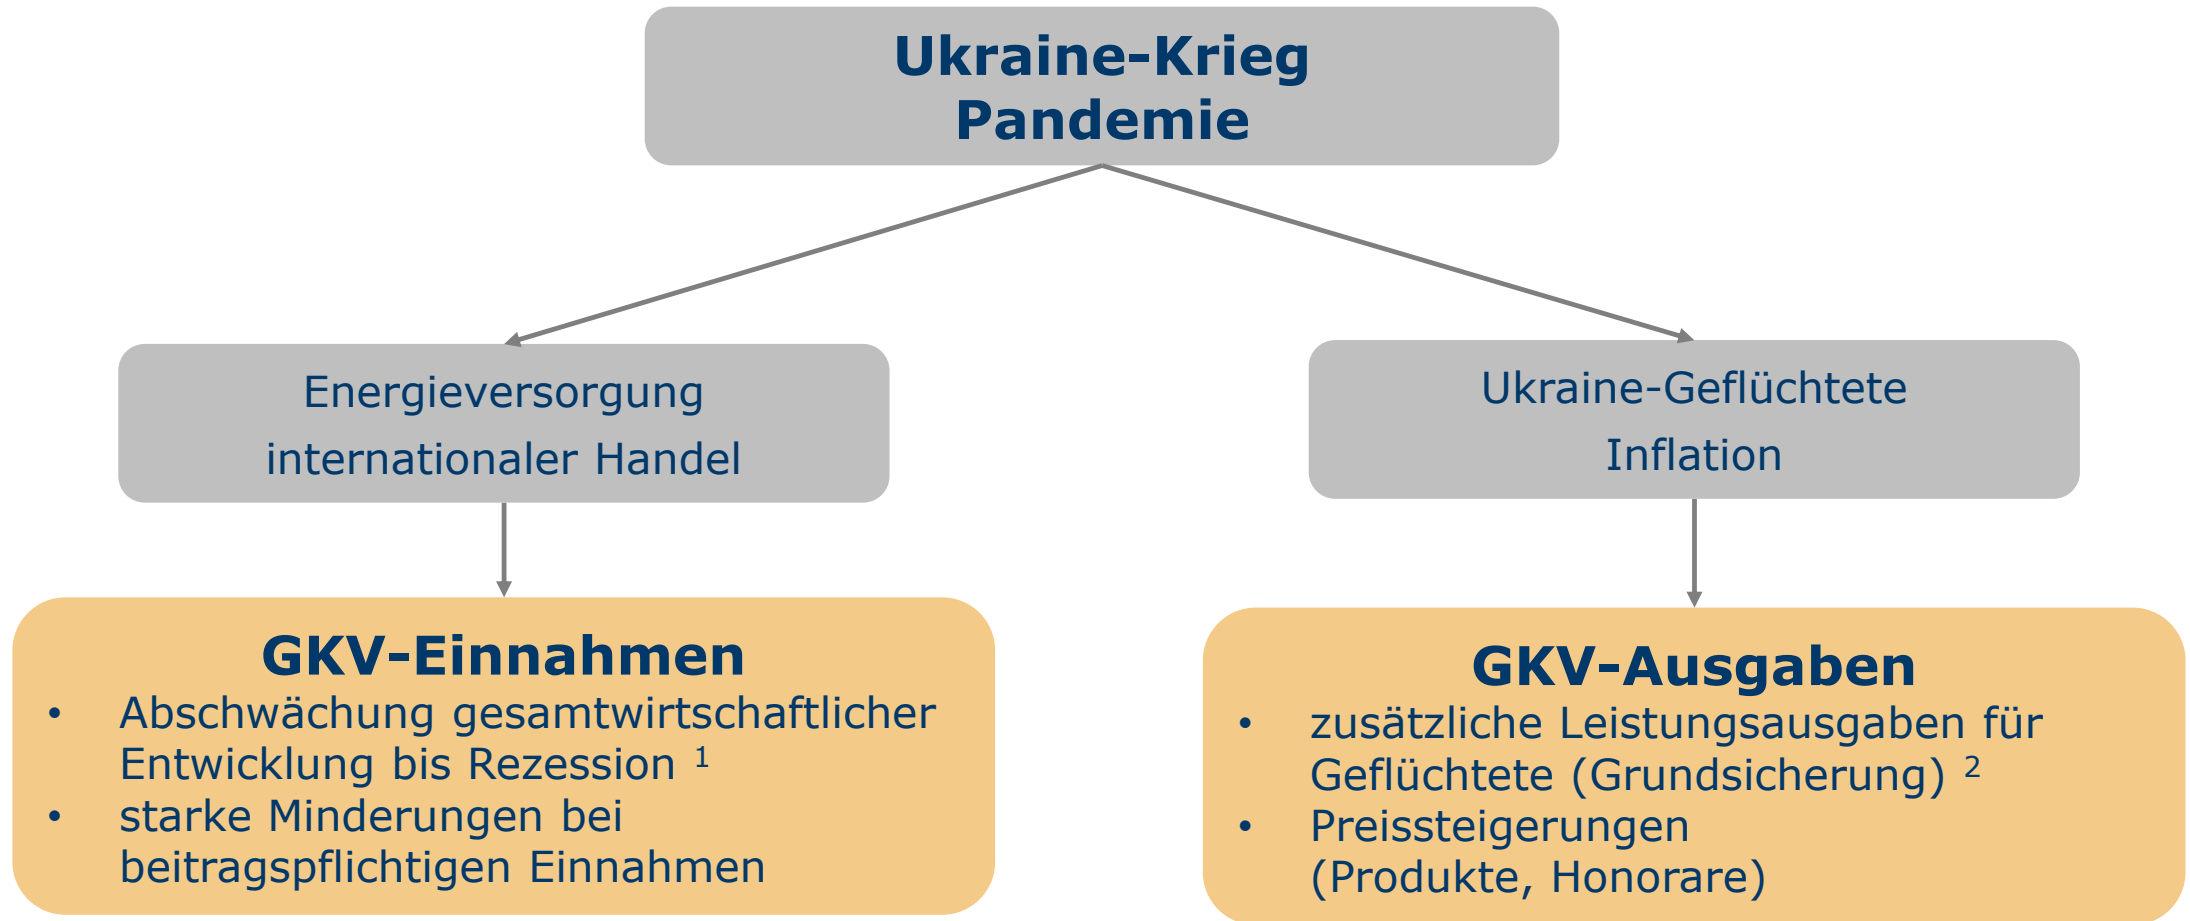 Ukraine-Krieg
Pandemie
Energieversorgung
internationaler Handel
Ukraine-Geflüchtete
Inflation
GKV-Einnahmen
• Abschwächung gesamtwirtschaftlicher
Entwicklung bis Rezession ¹
• starke Minderungen bei
beitragspflichtigen Einnahmen
GKV-Ausgaben
• zusätzliche Leistungsausgaben für
Geflüchtete (Grundsicherung) ²
• Preissteigerungen
(Produkte, Honorare)